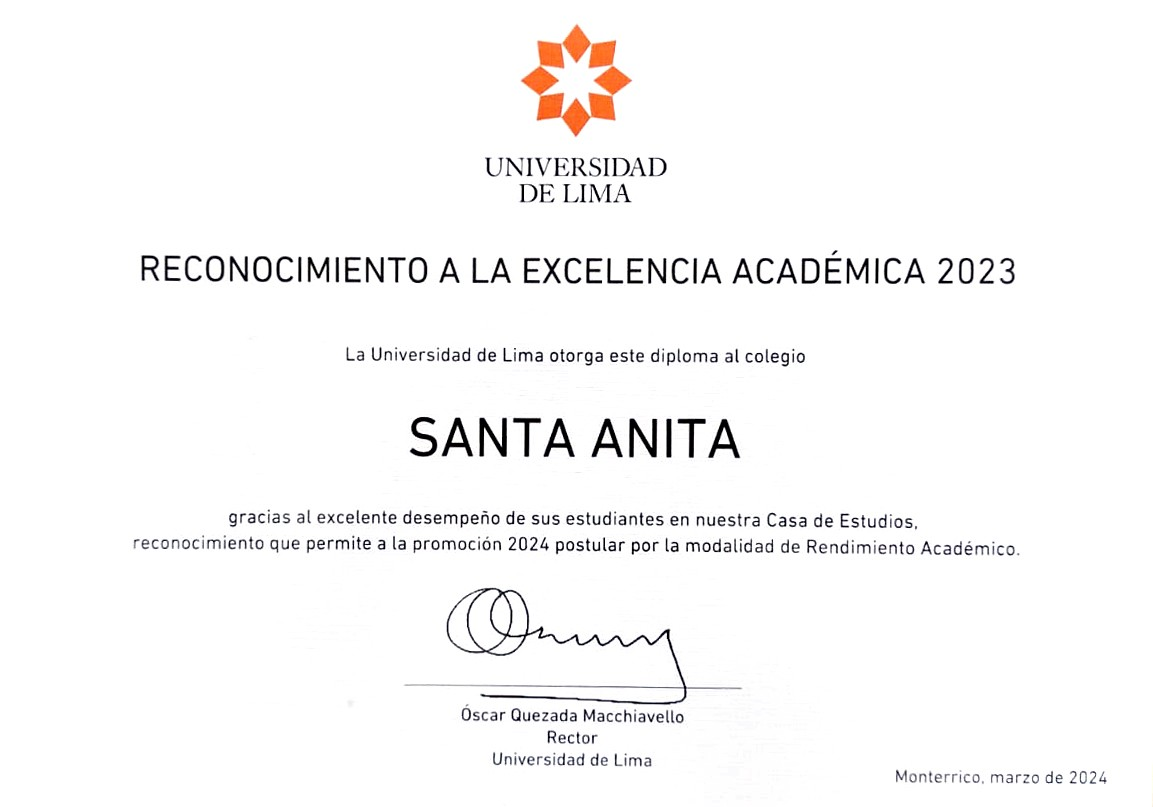 UNIVERSIDAD
DE LIMA
RECONOCIMIENTO A LA EXCELENCIA ACADÉMICA 2023
La Universidad de Lima otorga este diploma al colegio
SANTA ANITA
gracias al excelente desempeño de sus estudiantes en nuestra Casa de Estudios,
reconocimiento que permite a la promoción 2024 postular por la modalidad de Rendimiento Académico.
Óscar Quezada Macchiavello
Rector
Universidad de Lima
Monterrico, marzo de 2024